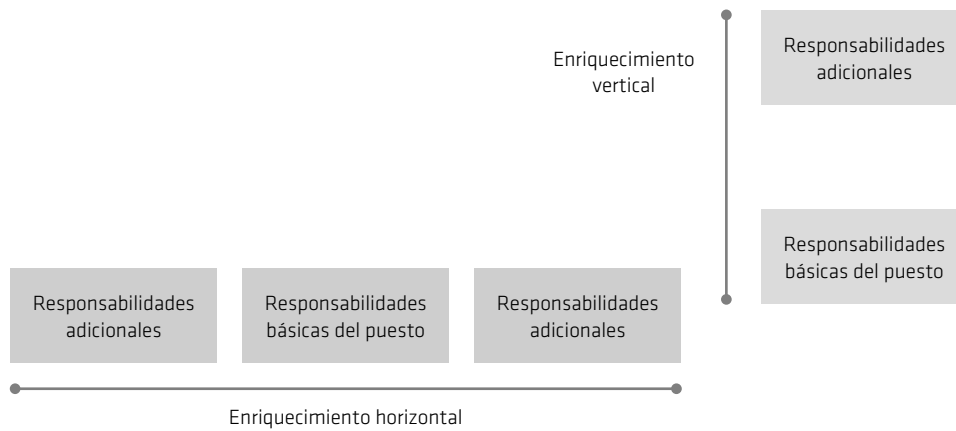 Enriquecimiento
vertical
Responsabilidades
adicionales
Responsabilidades
básicas del puesto
Responsabilidades
adicionales
Responsabilidades
básicas del puesto
Responsabilidades
adicionales
Enriquecimiento horizontal